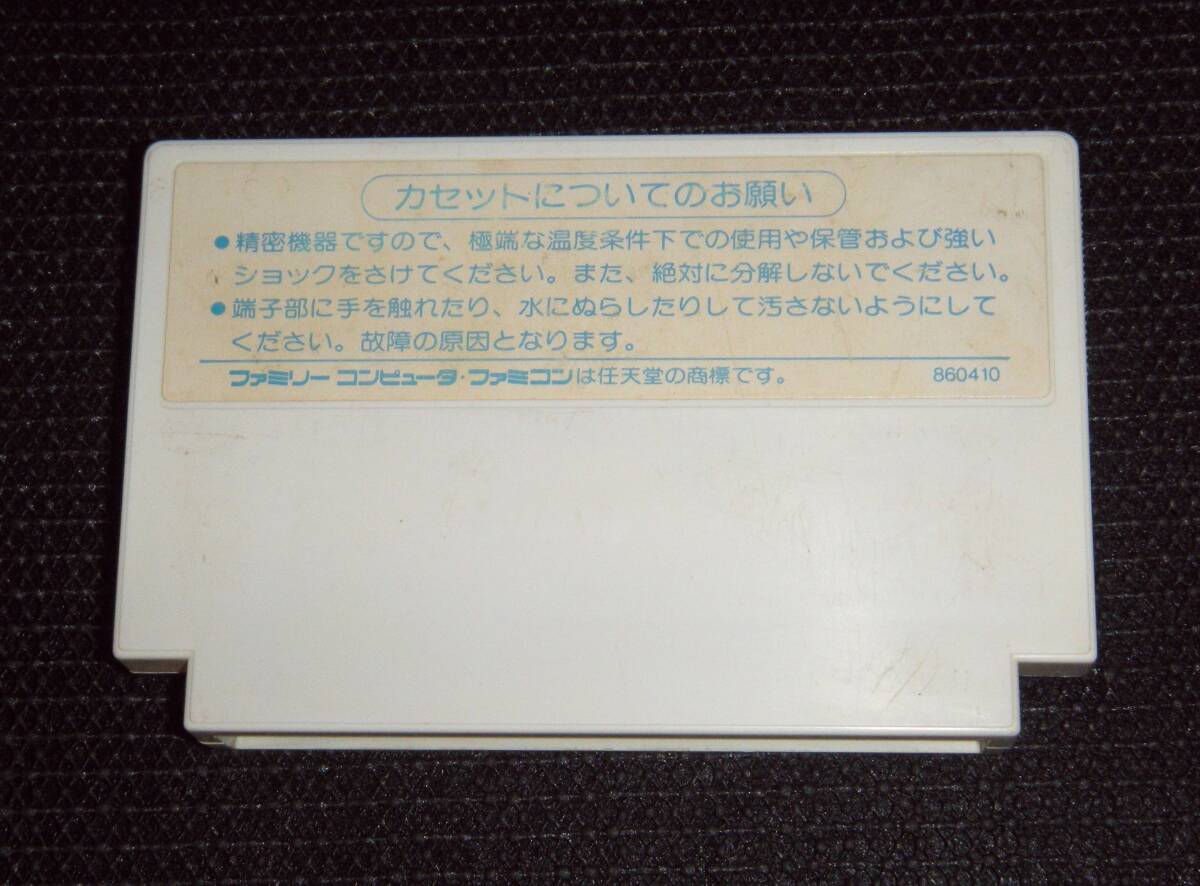 カセットについてのお願い
●精密機器ですので、極端な温度条件下での使用や保管および強い
ショックをさけてください。また、絶対に分解しないでください。
●端子部に手を触れたり、水にぬらしたりして汚さないようにして
ください。故障の原因となります。
ファミリー コンピュータ・ファミコンは任天堂の商標です。 860410